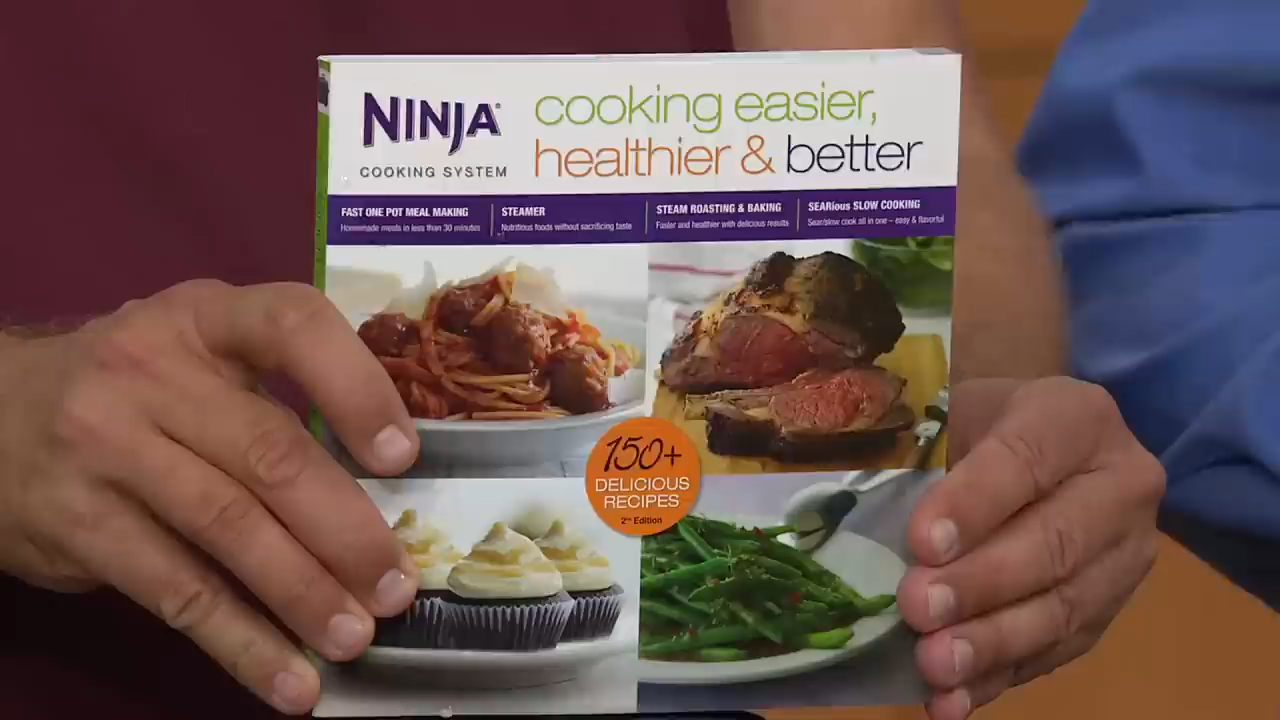 NINJA®
COOKING SYSTEM
cooking easier,
healthier & better
FAST ONE POT MEAL MAKING
Homemade meals in less than 30 minutes
STEAMER
Nutritious foods without sacrificing taste
STEAM ROASTING & BAKING
Faster and healthier with delicious results
SEARious SLOW COOKING
Sear/slow cook all in one – easy & flavorful
150+
DELICIOUS
RECIPES
2nd Edition